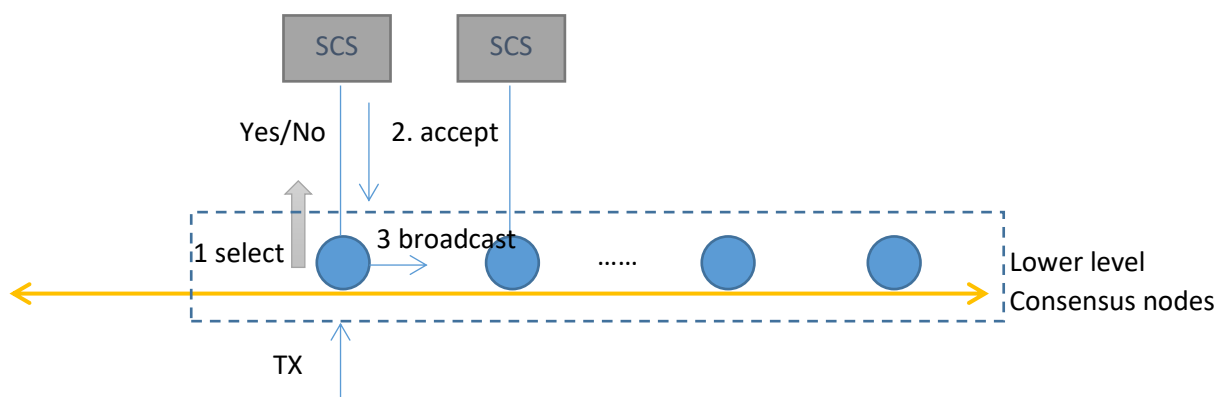 SCS
SCS
Yes/No
2. accept
1 select
3 broadcast
......
Lower level
Consensus nodes
TX